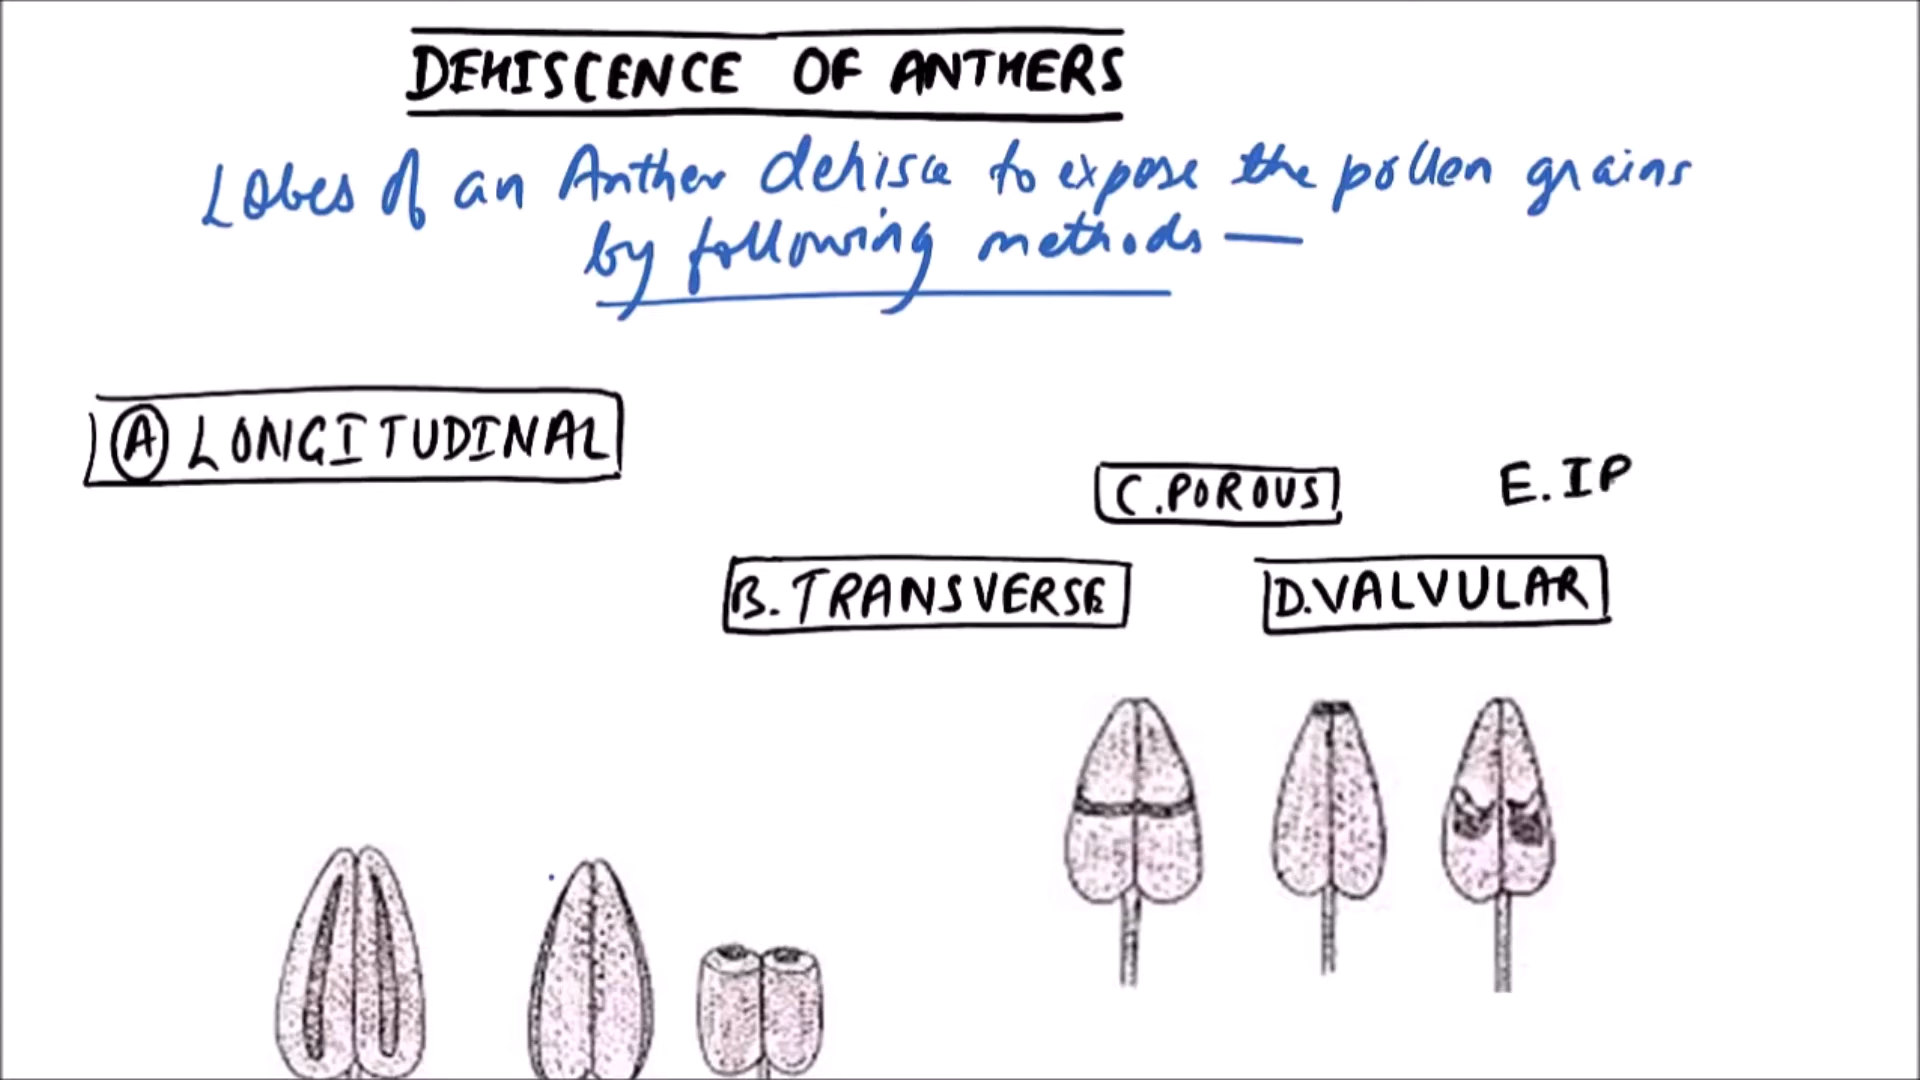 DEHISCENCE OF ANTHERS
Lobes of an Anther dehisce to expose the pollen grains
by following methods —
A LONGITUDINAL
C. POROUS
E. IP
B. TRANSVERSE
D. VALVULAR